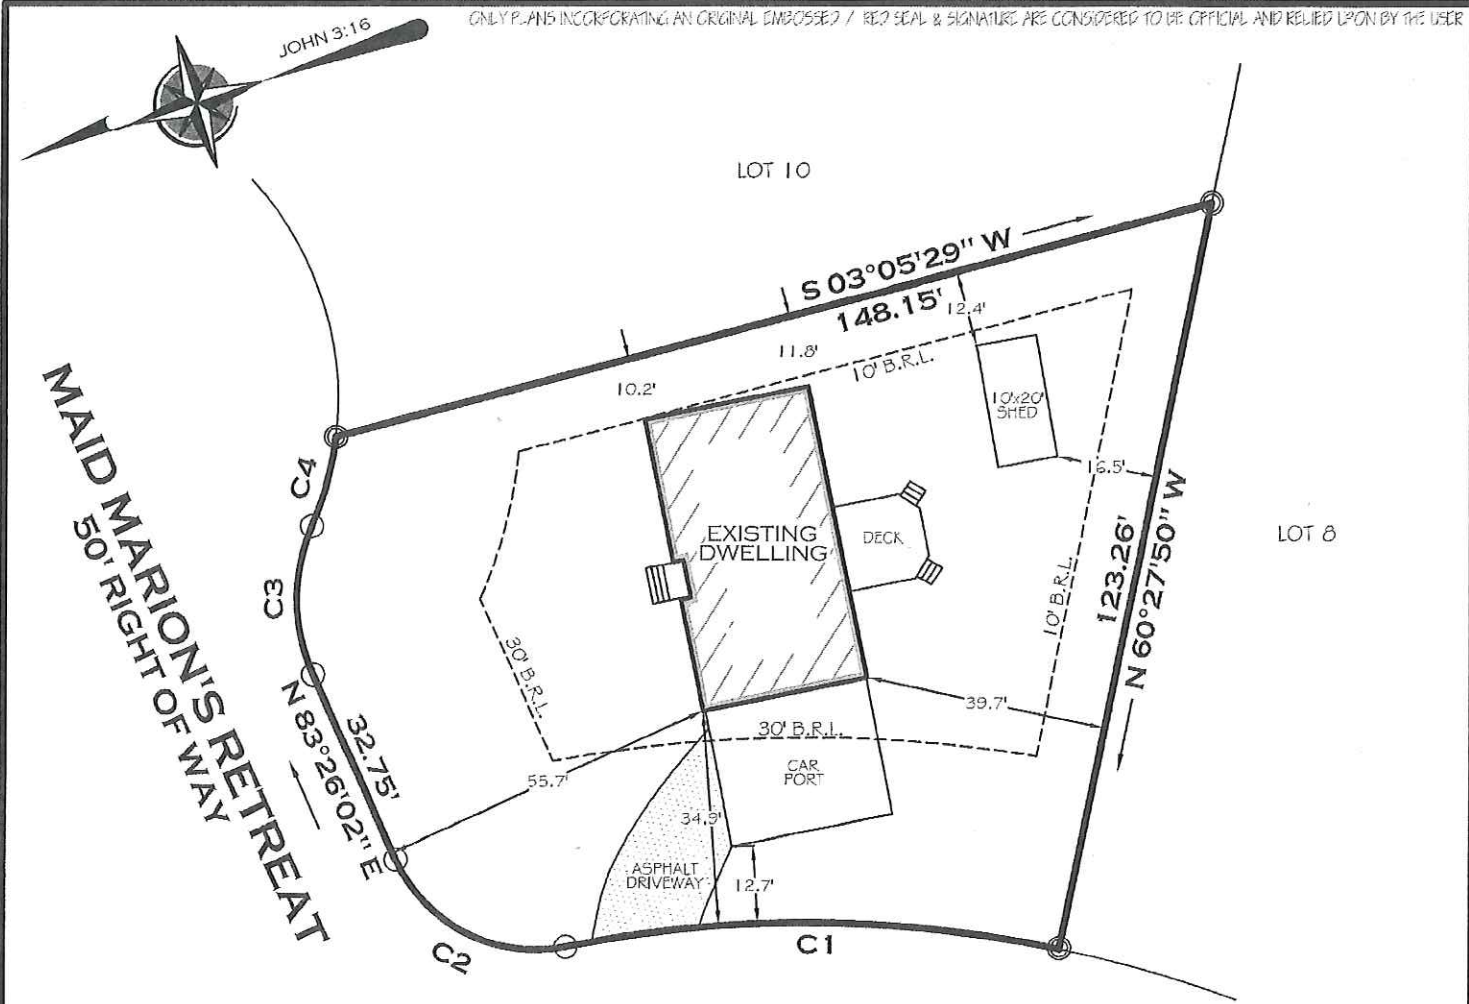 ONLY PLANS INCORPORATING AN ORIGINAL EMBOSSED / RED SEAL & SIGNATURE ARE CONSIDERED TO BE OFFICIAL AND RELIED UPON BY THE USER
JOHN 3:16
LOT 10
S 03°05'29" W
148.15'
12.4'
11.8'
10' B.R.L.
10.2'
10'x20'
SHED
16.5'
C4
MAID MARION'S RETREAT
50' RIGHT OF WAY
EXISTING
DWELLING
DECK
LOT 8
123.26'
N 60°27'50" W
10' B.R.L.
C3
30' B.R.L.
N 83°26'02" E
32.75'
39.7'
30' B.R.L.
CAR
PORT
55.7'
34.9'
ASPHALT
DRIVEWAY
12.7'
C2
C1